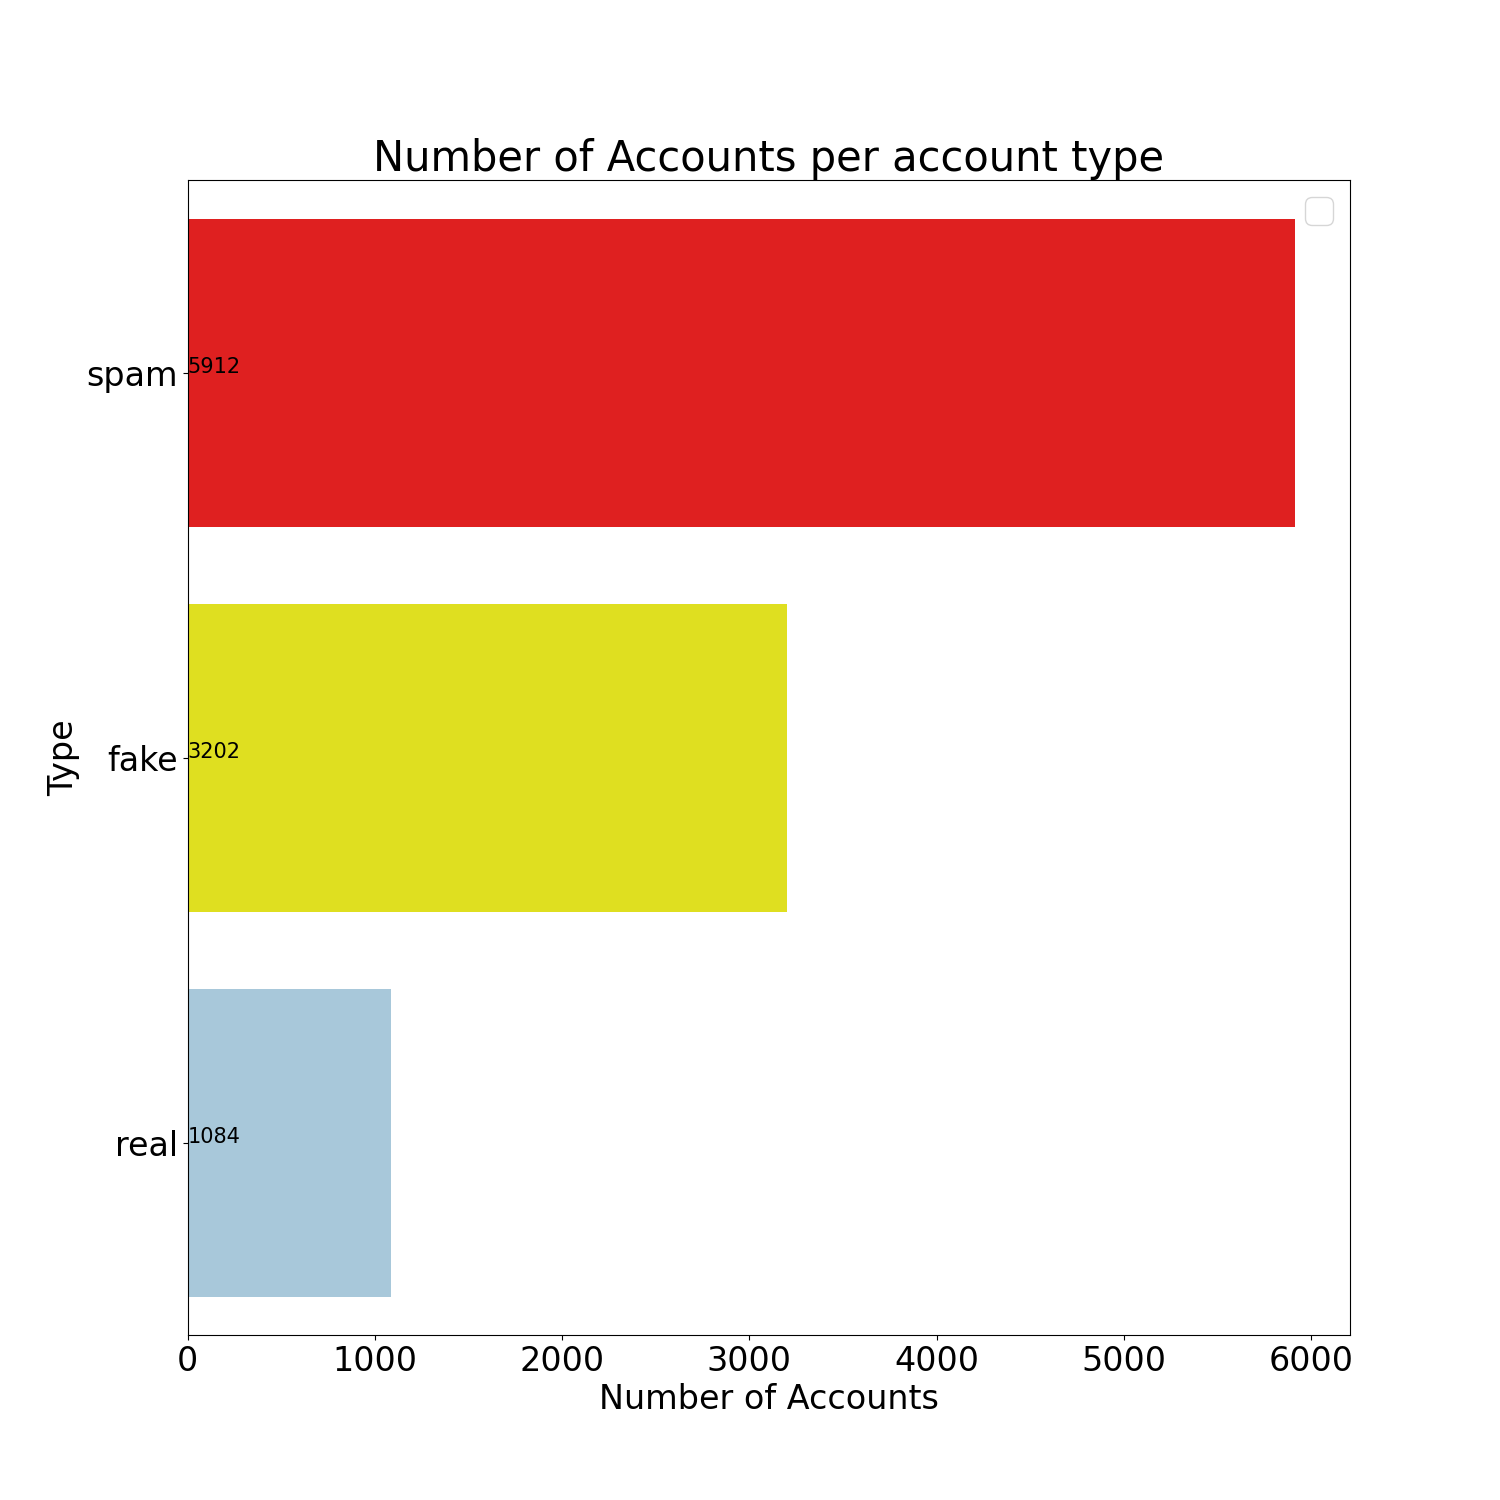 Number of Accounts per account type
spam
5912
fake
3202
real
1084
Type
0 1000 2000 3000 4000 5000 6000
Number of Accounts